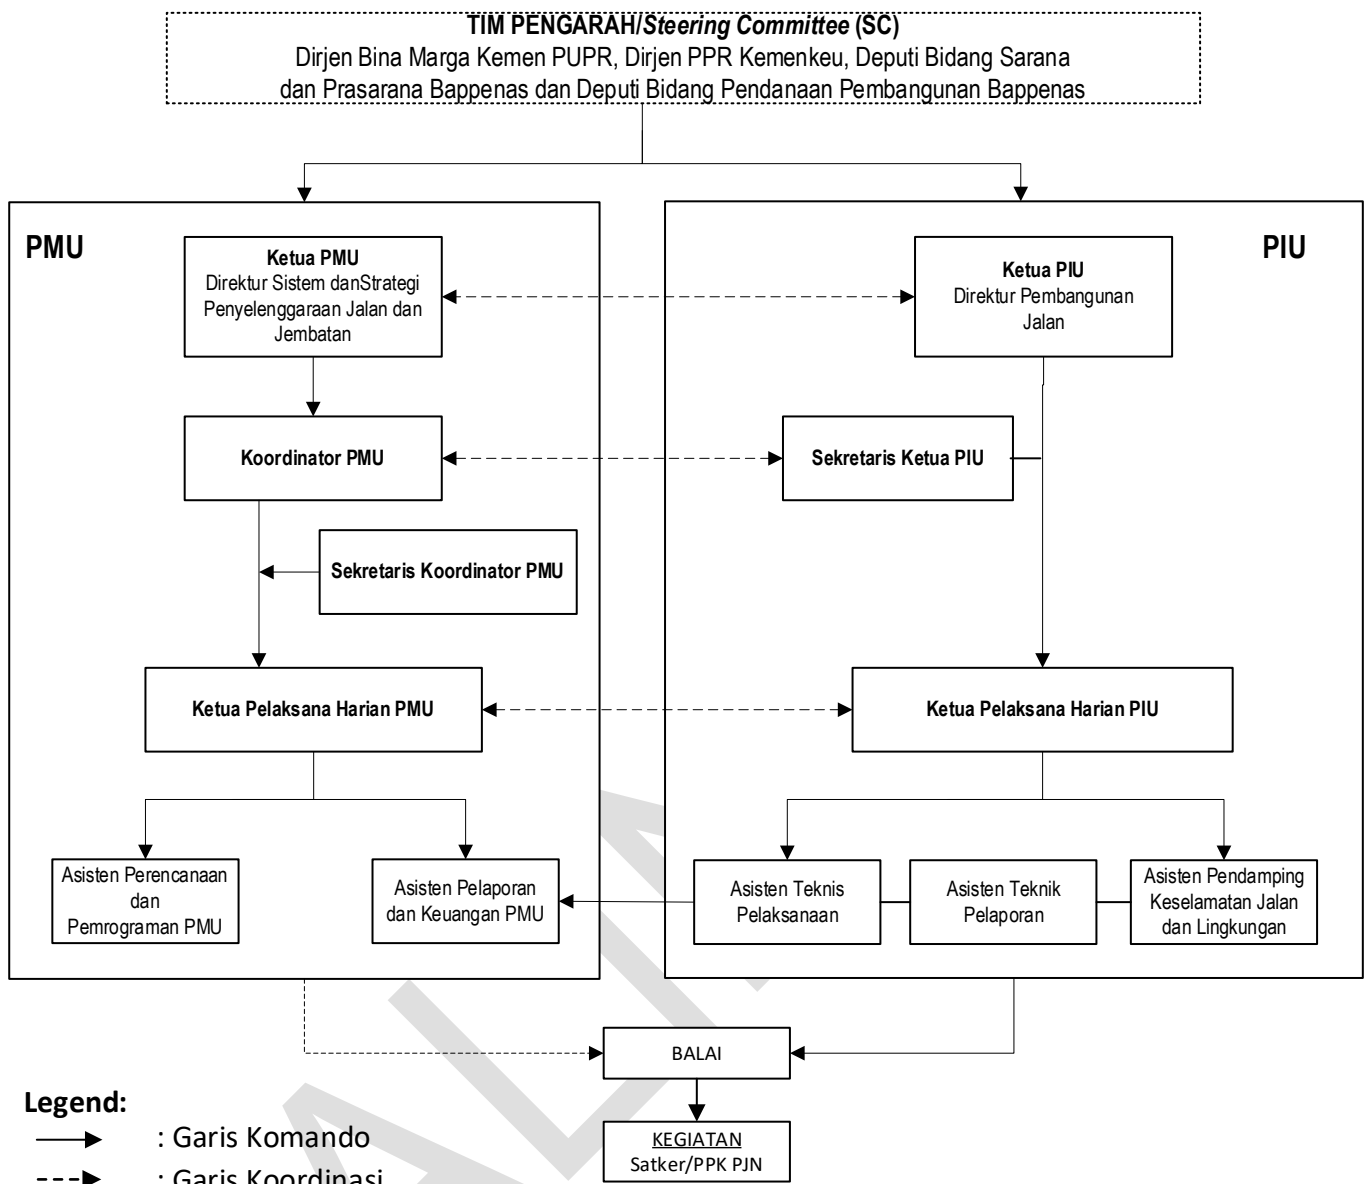 TIM PENGARAH/Steering Committee (SC)
Dirjen Bina Marga Kemen PUPR, Dirjen PPR Kemenkeu, Deputi Bidang Sarana
dan Prasarana Bappenas dan Deputi Bidang Pendanaan Pembangunan Bappenas
PMU
Ketua PMU
Direktur Sistem danStrategi
Penyelenggaraan Jalan dan
Jembatan
Koordinator PMU
Sekretaris Koordinator PMU
Ketua Pelaksana Harian PMU
Asisten Perencanaan
dan
Pemrograman PMU
Asisten Pelaporan
dan Keuangan PMU
PIU
Ketua PIU
Direktur Pembangunan
Jalan
Sekretaris Ketua PIU
Ketua Pelaksana Harian PIU
Asisten Teknis
Pelaksanaan
Asisten Teknik
Pelaporan
Asisten Pendamping
Keselamatan Jalan
dan Lingkungan
BALAI
KEGIATAN
Satker/PPK PJN
Legend:
: Garis Komando
: Garis Koordinasi